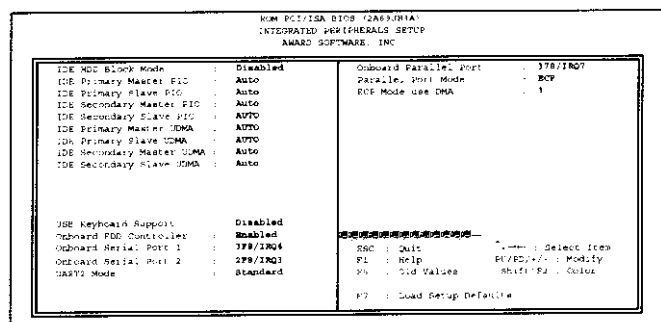 ROM PCI/ISA BIOS (2A69JH1A)
INTEGRATED PERIPHERALS SETUP
AWARD SOFTWARE, INC
IDE HDD Block Mode : Disabled
IDE Primary Master PIO : Auto
IDE Primary Slave PIO : Auto
IDE Secondary Master PIO : Auto
IDE Secondary Slave PIO : AUTO
IDE Primary Master UDMA : AUTO
IDE Primary Slave UDMA : Auto
IDE Secondary Master UDMA : Auto
IDE Secondary Slave UDMA : Auto
USB Keyboard Support : Disabled
Onboard FDD Controller : Enabled
Onboard Serial Port 1 : 3F8/IRQ4
Onboard Serial Port 2 : 2F8/IRQ3
UART2 Mode : Standard
Onboard Parallel Port : 378/IRQ7
Parallel Port Mode : ECP
ECP Mode use DMA :
ESC : Quit : Select Item
F1 : Help PU/PD/+/- : Modify
F5 : Old Values Shift/F2 : Color
F7 : Load Setup Defaults